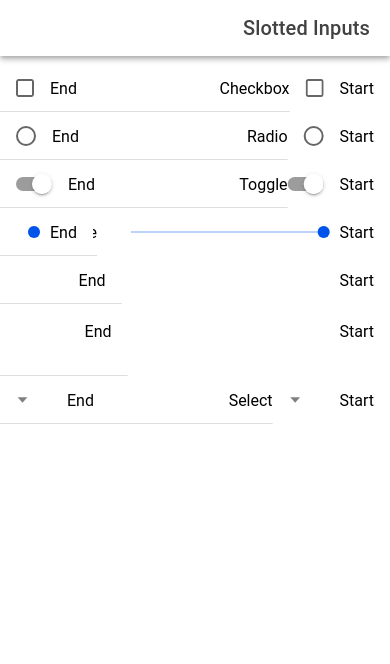 Slotted Inputs
End Checkbox Start
End Radio Start
End Toggle Start
End Start
End Start
End Start
End Select Start